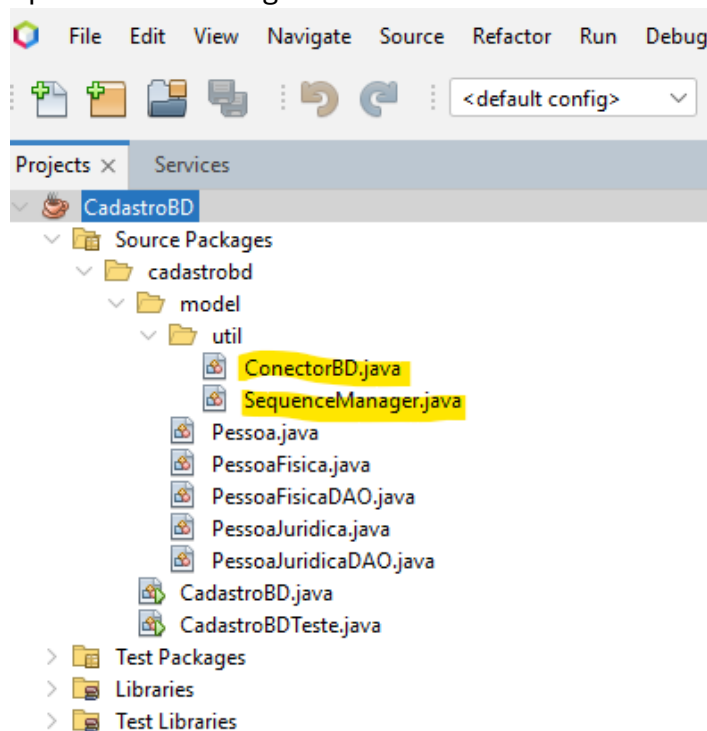 File Edit View Navigate Source Refactor Run Debug
<default config>
Projects × Services
CadastroBD
Source Packages
cadastrobd
model
util
ConectorBD.java
SequenceManager.java
Pessoa.java
PessoaFisica.java
PessoaFisicaDAO.java
PessoaJuridica.java
PessoaJuridicaDAO.java
CadastroBD.java
CadastroBDTeste.java
Test Packages
Libraries
Test Libraries